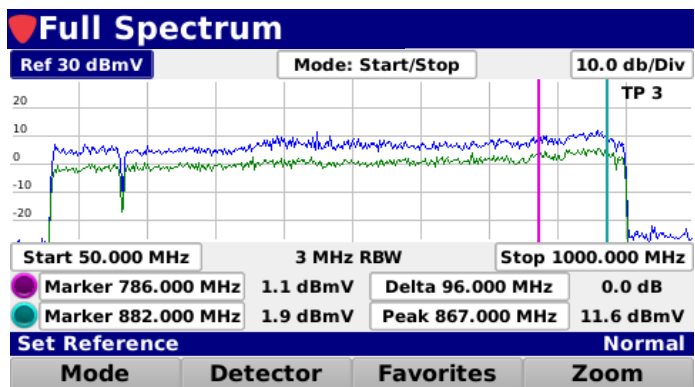 Full Spectrum
Ref 30 dBmV Mode: Start/Stop 10.0 db/Div
TP 3
20
10
0
-10
-20
Start 50.000 MHz 3 MHz RBW Stop 1000.000 MHz
Marker 786.000 MHz 1.1 dBmV Delta 96.000 MHz 0.0 dB
Marker 882.000 MHz 1.9 dBmV Peak 867.000 MHz 11.6 dBmV
Set Reference Normal
Mode Detector Favorites Zoom